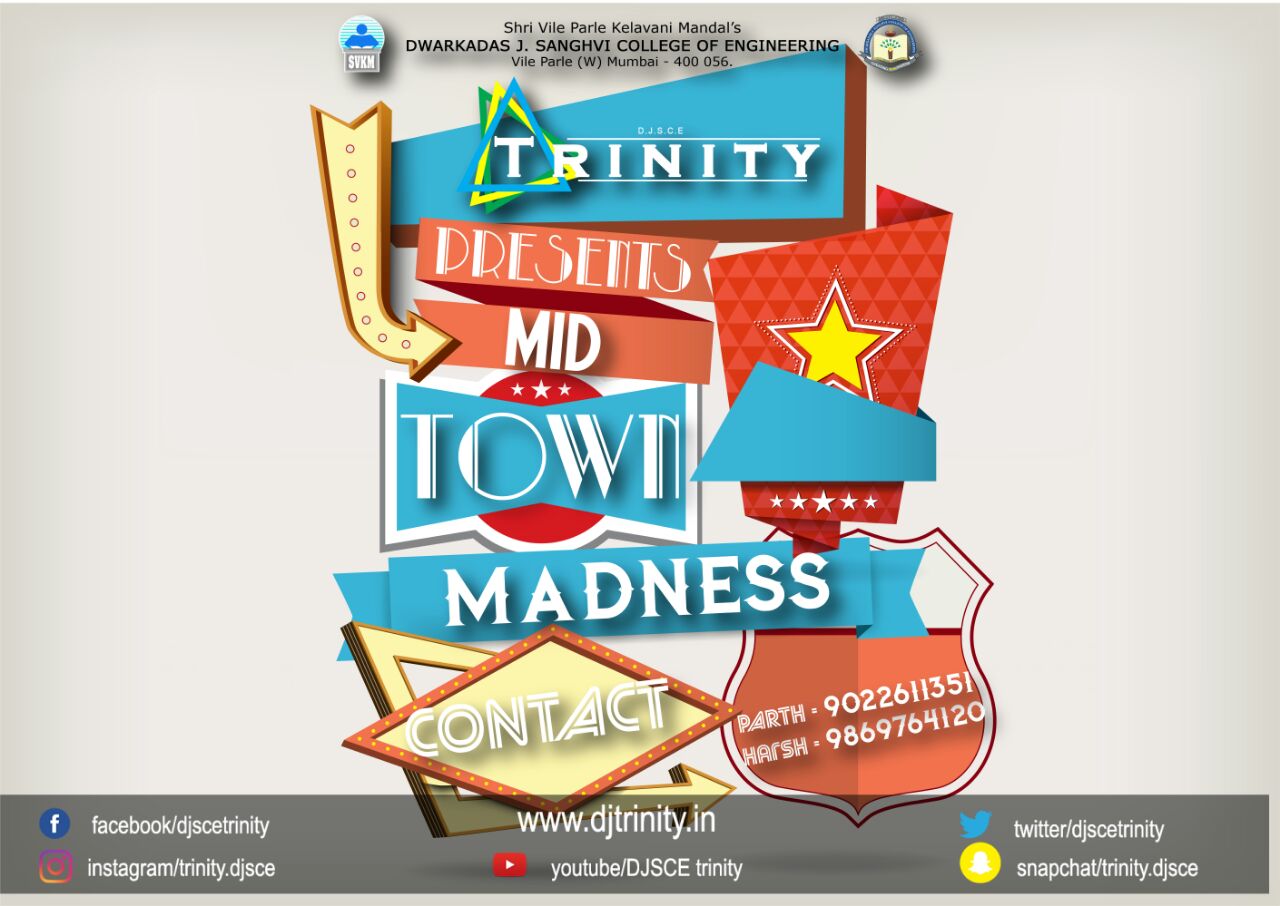 Shri Vile Parle Kelavani Mandal's
DWARKADAS J. SANGHVI COLLEGE OF ENGINEERING
Vile Parle (W) Mumbai - 400 056.
SVKM
D.J.S.C.E
TRINITY
PRESENTS
MID
TOWN
MADNESS
CONTACT
PARTH = 9022611351
HARSH = 9869764120
www.djtrinity.in
facebook/djscetrinity
twitter/djscetrinity
instagram/trinity.djsce
youtube/DJSCE trinity
snapchat/trinity.djsce